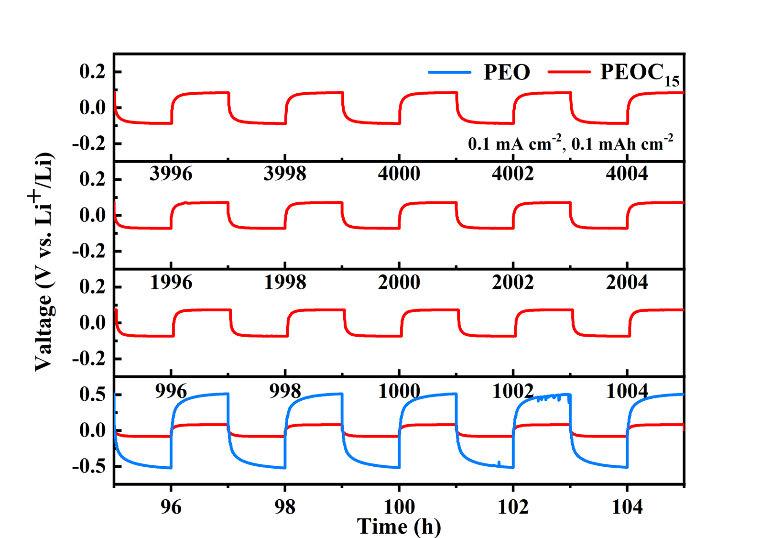 PEO PEOC₁₅
0.2
0.0
-0.2
0.1 mA cm⁻², 0.1 mAh cm⁻²
3996 3998 4000 4002 4004
0.2
0.0
-0.2
1996 1998 2000 2002 2004
0.2
0.0
-0.2
996 998 1000 1002 1004
0.5
0.0
-0.5
96 98 100 102 104
Time (h)
Valtage (V vs. Li⁺/Li)